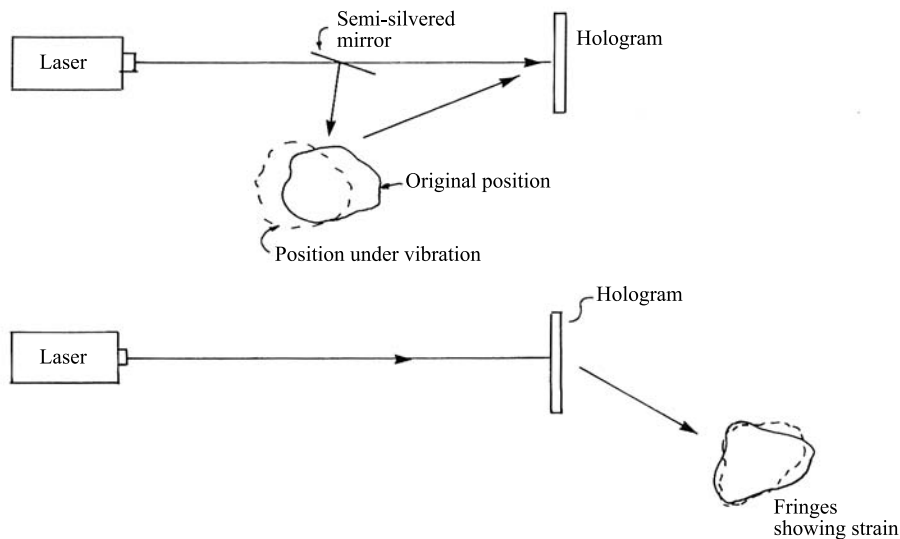 Semi-silvered
mirror
Laser
Hologram
Original position
Position under vibration
Hologram
Laser
Fringes
showing strain